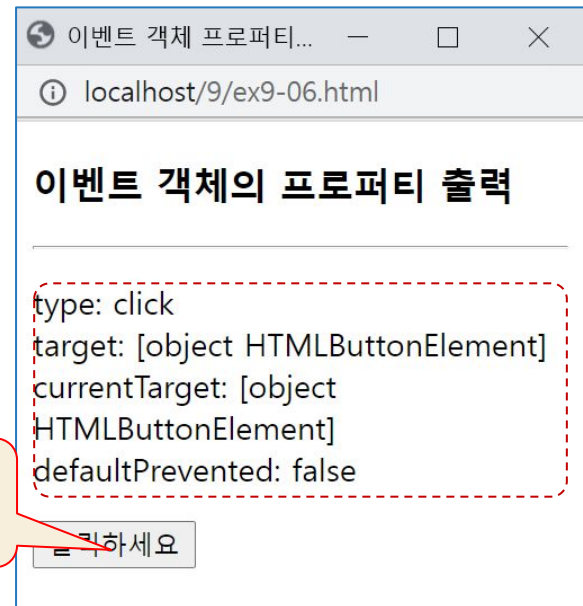 이벤트 객체 프로퍼티...
localhost/9/ex9-06.html
이벤트 객체의 프로퍼티 출력
type: click
target: [object HTMLButtonElement]
currentTarget: [object
HTMLButtonElement]
defaultPrevented: false
하세요